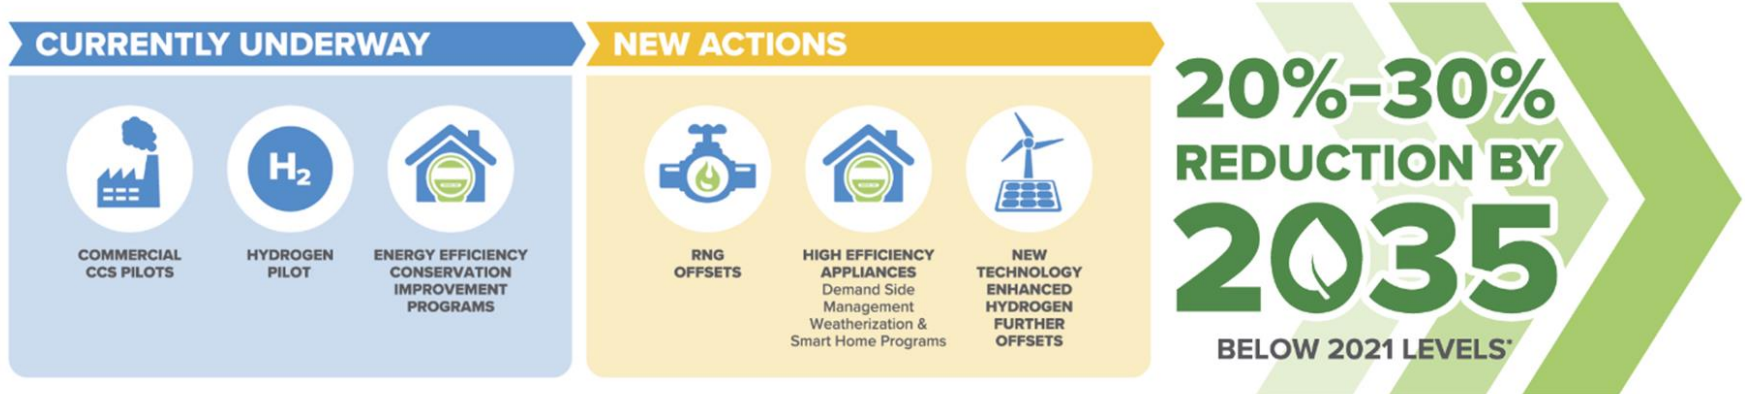 CURRENTLY UNDERWAY
H2
COMMERCIAL
CCS PILOTS
HYDROGEN
PILOT
ENERGY EFFICIENCY
CONSERVATION
IMPROVEMENT
PROGRAMS
NEW ACTIONS
RNG
OFFSETS
HIGH EFFICIENCY
APPLIANCES
Demand Side
Management
Weatherization &
Smart Home Programs
NEW
TECHNOLOGY
ENHANCED
HYDROGEN
FURTHER
OFFSETS
20%-30%
REDUCTION BY
2035
BELOW 2021 LEVELS*